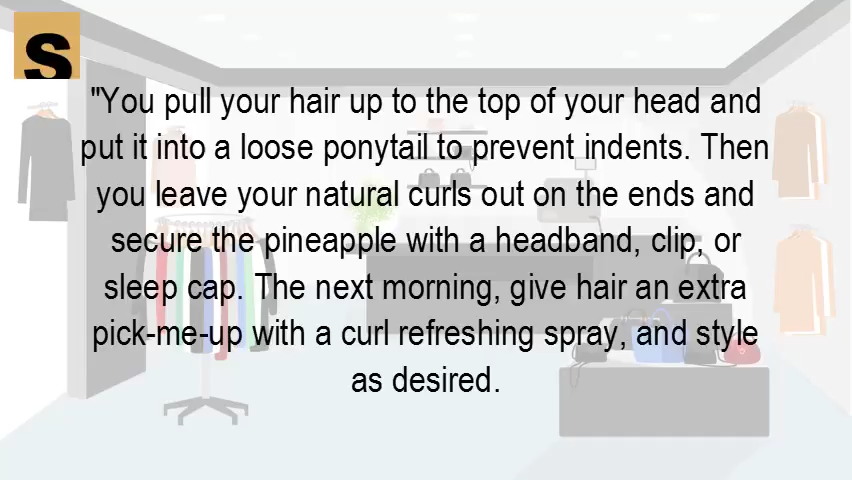 S
"You pull your hair up to the top of your head and
put it into a loose ponytail to prevent indents. Then
you leave your natural curls out on the ends and
secure the pineapple with a headband, clip, or
sleep cap. The next morning, give hair an extra
pick-me-up with a curl refreshing spray, and style
as desired.